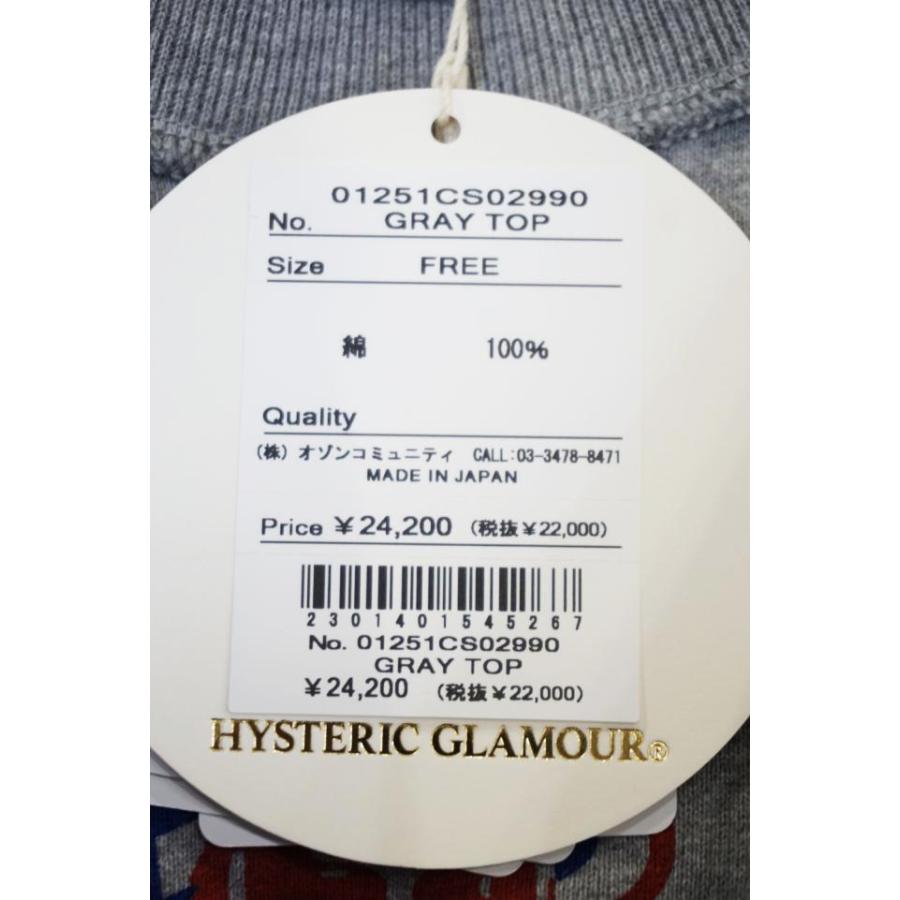 01251CS02990
No. GRAY TOP
Size FREE
綿 100%
Quality
(株) オゾンコミュニティ CALL:03-3478-8471
MADE IN JAPAN
Price ¥24,200 (税抜¥22,000)
2301401545267
No. 01251CS02990
GRAY TOP
¥24,200 (税抜¥22,000)
HYSTERIC GLAMOUR®